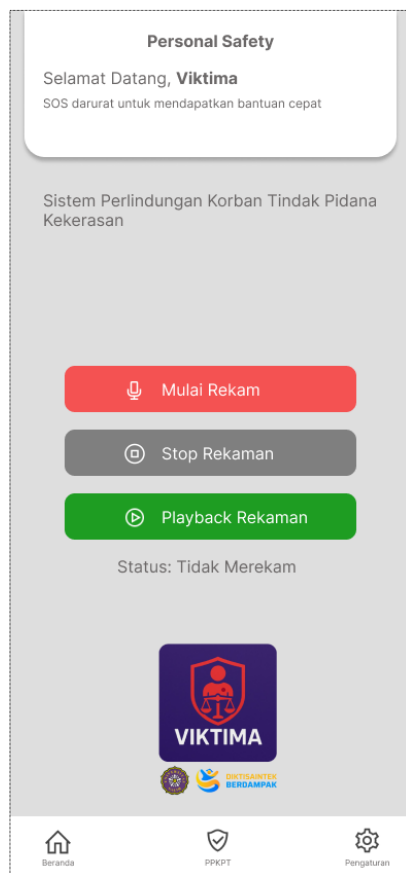 Personal Safety
Selamat Datang, Viktima
SOS darurat untuk mendapatkan bantuan cepat
Sistem Perlindungan Korban Tindak Pidana
Kekerasan
Mulai Rekam
Stop Rekaman
Playback Rekaman
Status: Tidak Merekam
VIKTIMA
DIKTISAINTEK
BERDAMPAK
Beranda
PPKPT
Pengaturan